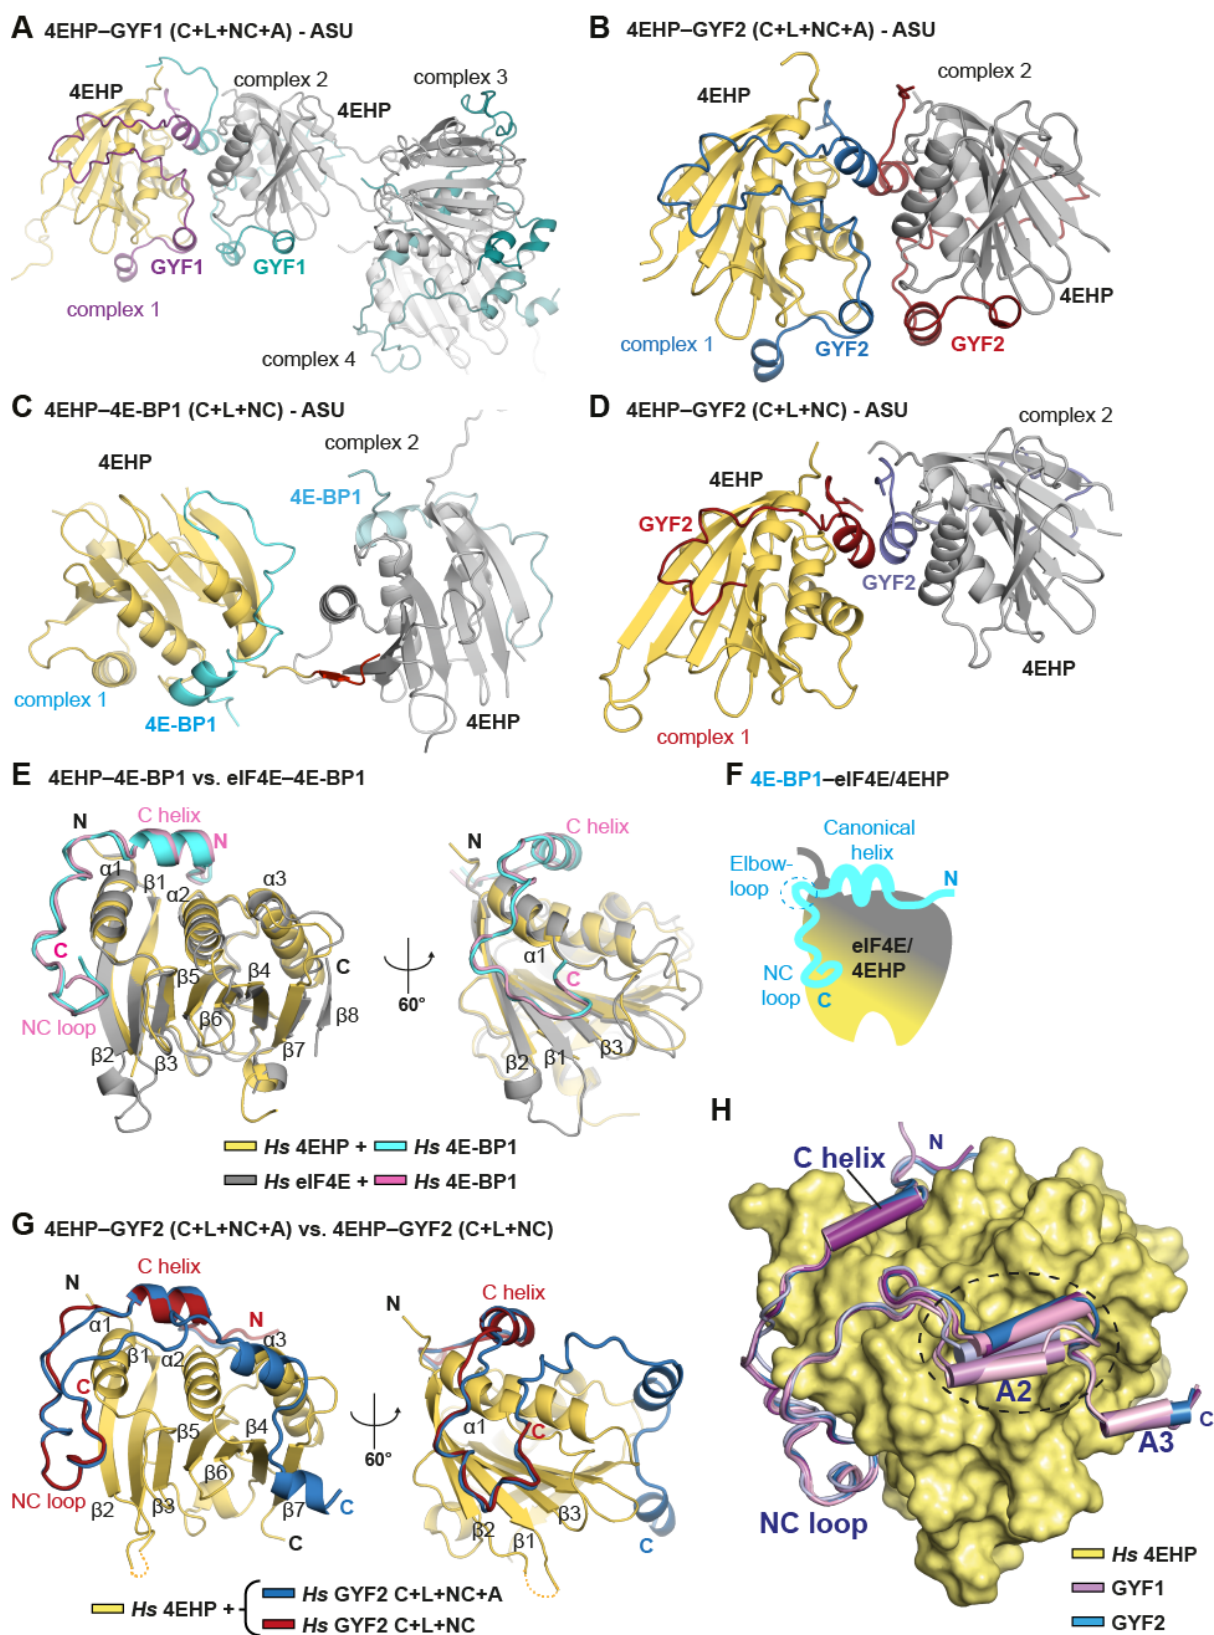 A 4EHP–GYF1 (C+L+NC+A) - ASU
complex 2
complex 3
4EHP
4EHP
GYF1
GYF1
complex 1
complex 4
B 4EHP–GYF2 (C+L+NC+A) - ASU
complex 2
4EHP
4EHP
complex 1
GYF2
GYF2
C 4EHP–4E-BP1 (C+L+NC) - ASU
complex 2
4EHP
4E-BP1
complex 1
4E-BP1
4EHP
D 4EHP–GYF2 (C+L+NC) - ASU
complex 2
4EHP
GYF2
GYF2
4EHP
complex 1
E 4EHP–4E-BP1 vs. eIF4E–4E-BP1
N
C helix
N
α1
β1
α2
α3
C
β5
β4
C
NC loop
β6
β8
β2
β3
β7
60°
N
C helix
α1
C
β2
β1
β3
Hs 4EHP + Hs 4E-BP1
Hs eIF4E + Hs 4E-BP1
F 4E-BP1–eIF4E/4EHP
Canonical
helix
Elbow-
loop
N
eIF4E/
4EHP
NC
loop
C
G 4EHP–GYF2 (C+L+NC+A) vs. 4EHP–GYF2 (C+L+NC)
C helix
N
N
α1
α3
β1
α2
C
β5
β4
β6
NC loop
β2
β3
β7
C
C
60°
N
C helix
α1
C
β3
β2
β1
C
Hs 4EHP +
Hs GYF2 C+L+NC+A
Hs GYF2 C+L+NC
H
N
C helix
A2
A3
C
NC loop
Hs 4EHP
GYF1
GYF2